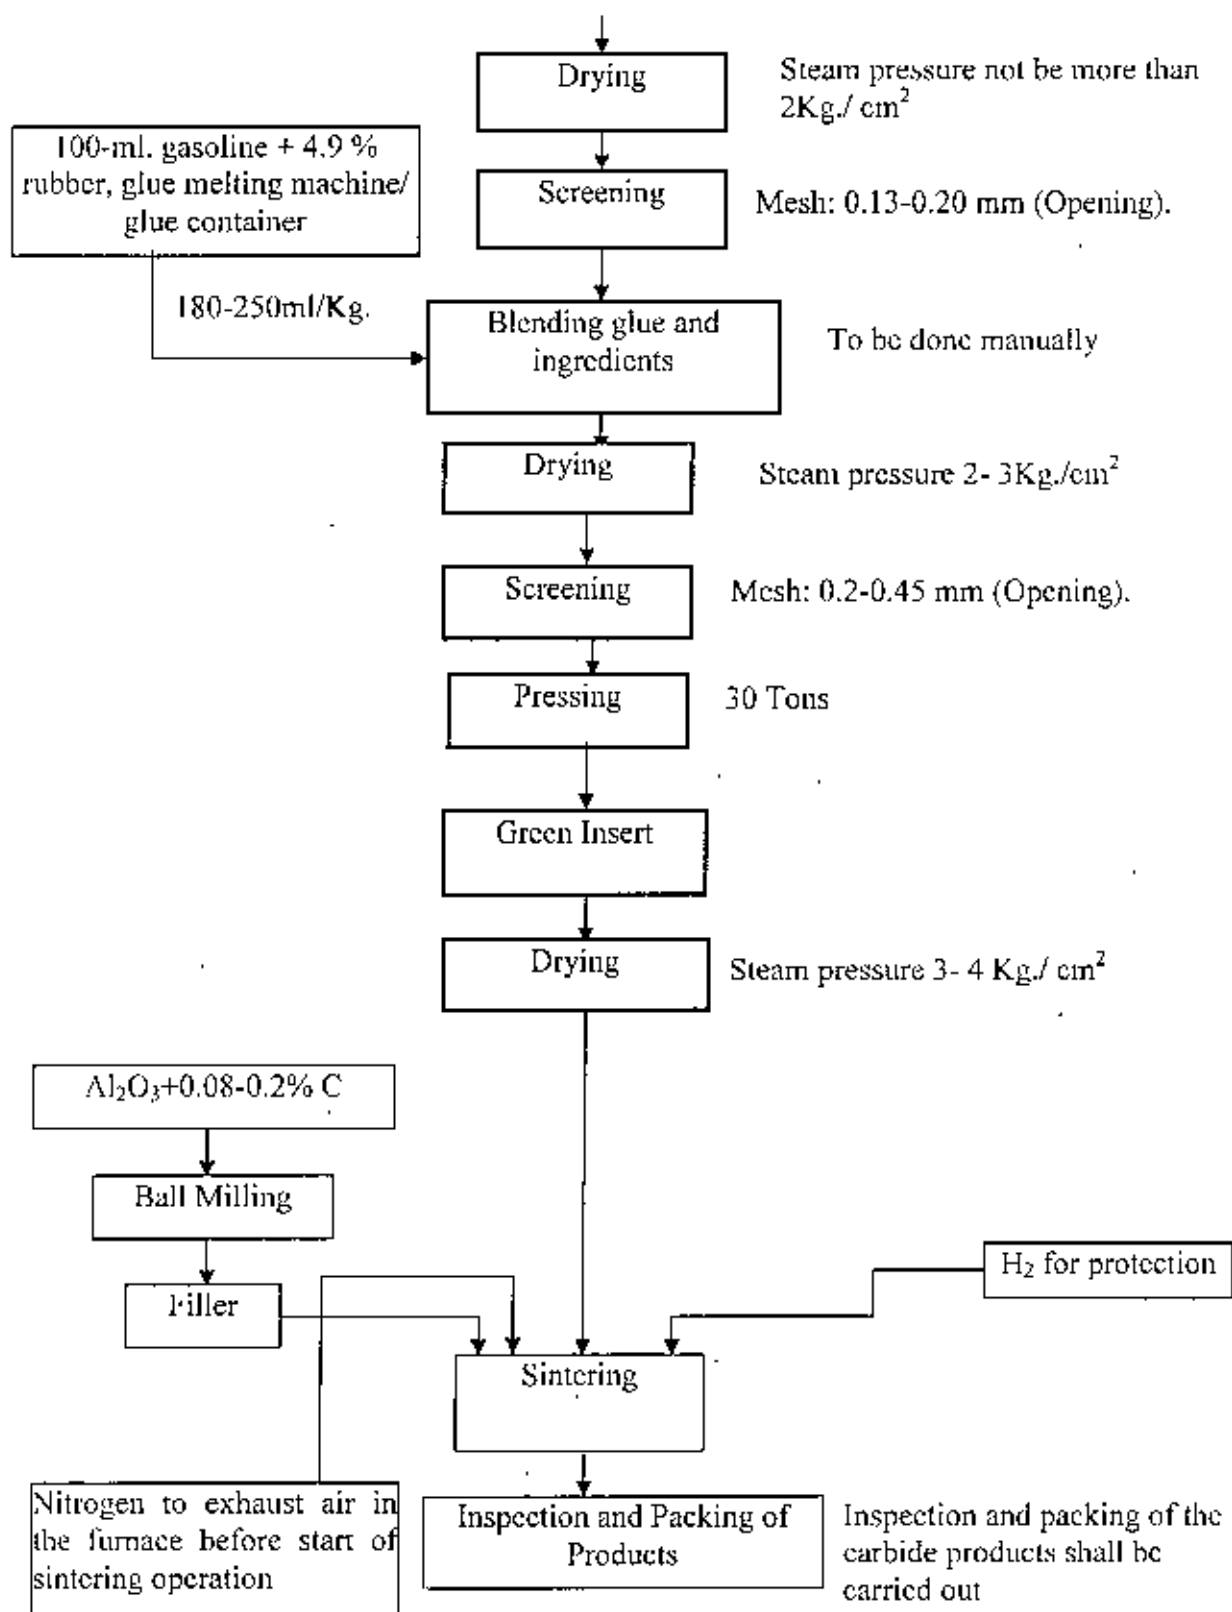 Drying
Steam pressure not be more than
2Kg./ cm²
100-ml. gasoline + 4.9 %
rubber, glue melting machine/
glue container
Screening
Mesh: 0.13-0.20 mm (Opening).
180-250ml/Kg.
Blending glue and
ingredients
To be done manually
Drying
Steam pressure 2- 3Kg./cm²
Screening
Mesh: 0.2-0.45 mm (Opening).
Pressing
30 Tons
Green Insert
Drying
Steam pressure 3- 4 Kg./ cm²
Al₂O₃+0.08-0.2% C
Ball Milling
Filler
H₂ for protection
Sintering
Nitrogen to exhaust air in
the furnace before start of
sintering operation
Inspection and Packing of
Products
Inspection and packing of the
carbide products shall be
carried out